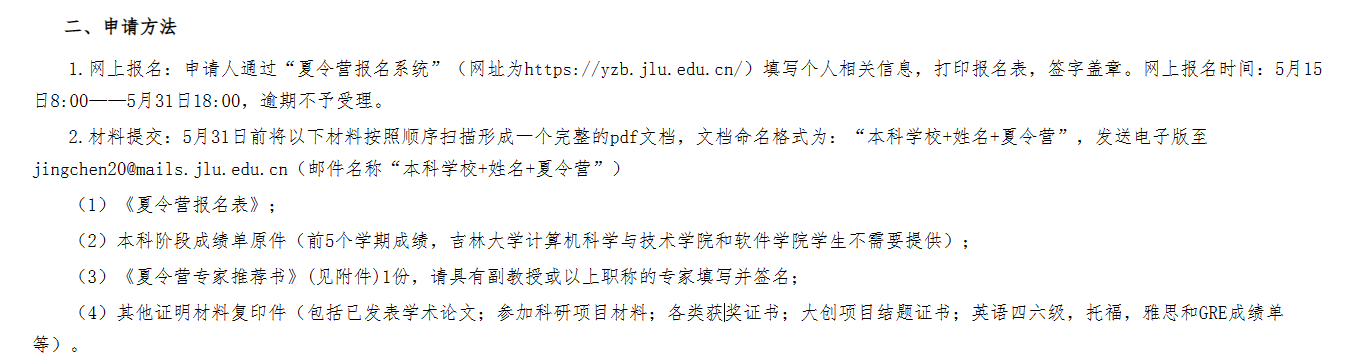 二、申请方法
1.网上报名：申请人通过“夏令营报名系统”（网址为https://yzb.jlu.edu.cn/）填写个人相关信息，打印报名表，签字盖章。网上报名时间：5月15
日8:00——5月31日18:00，逾期不予受理。
2.材料提交：5月31日前将以下材料按照顺序扫描形成一个完整的pdf文档，文档命名格式为：“本科学校+姓名+夏令营”，发送电子版至
jingchen20@mails.jlu.edu.cn（邮件名称“本科学校+姓名+夏令营”）
（1）《夏令营报名表》；
（2）本科阶段成绩单原件（前5个学期成绩，吉林大学计算机科学与技术学院和软件学院学生不需要提供）；
（3）《夏令营专家推荐书》(见附件)1份，请具有副教授或以上职称的专家填写并签名；
（4）其他证明材料复印件（包括已发表学术论文；参加科研项目材料；各类获奖证书；大创项目结题证书；英语四六级，托福，雅思和GRE成绩单
等）。